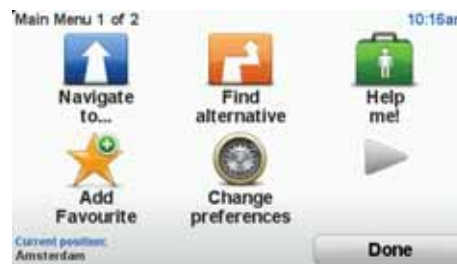 Main Menu 1 of 2
10:16am
Navigate
to...
Find
alternative
Help
me!
Add
Favourite
Change
preferences
Current position:
Amsterdam
Done